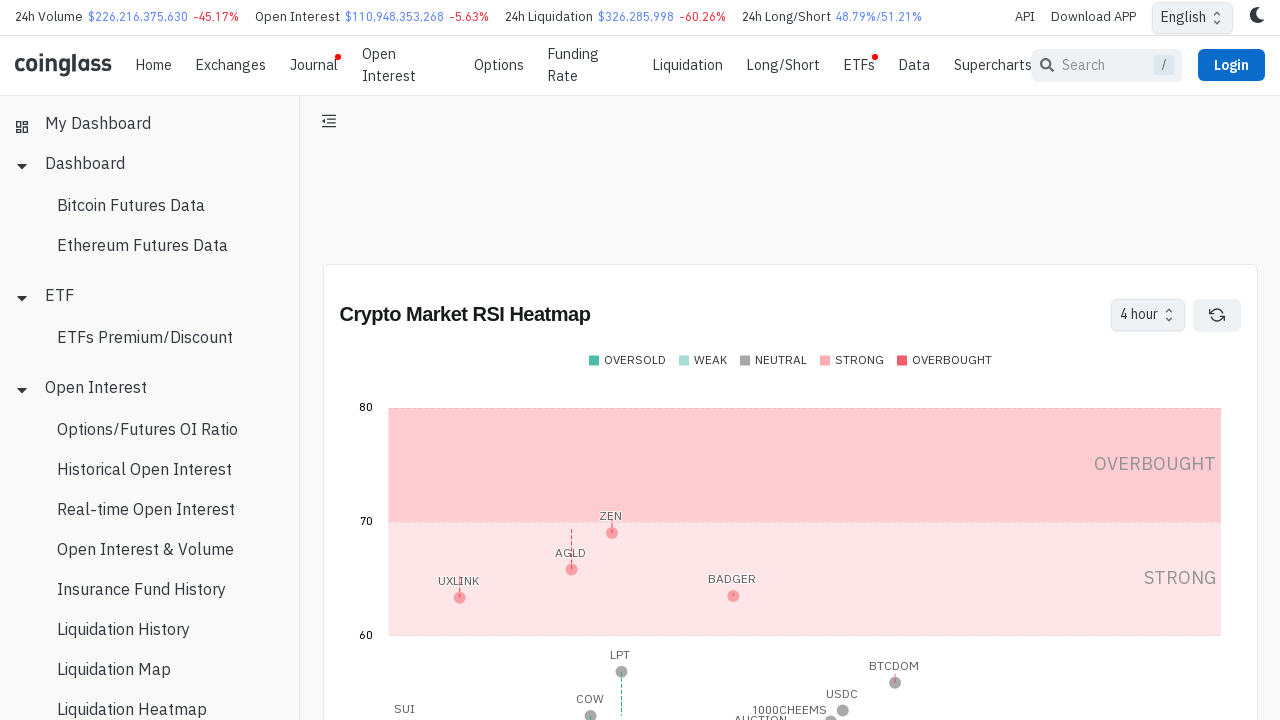 24h Volume $226,216,375,630 -45.17% Open Interest $110,948,353,268 -5.63% 24h Liquidation $326,285,998 -60.26% 24h Long/Short 48.79%/51.21% API Download APP English
coinglass Home Exchanges Journal Open Interest Options Funding Rate Liquidation Long/Short ETFs Data Supercharts Search / Login
My Dashboard
Dashboard
Bitcoin Futures Data
Ethereum Futures Data
ETF
ETFs Premium/Discount
Open Interest
Options/Futures OI Ratio
Historical Open Interest
Real-time Open Interest
Open Interest & Volume
Insurance Fund History
Liquidation History
Liquidation Map
Liquidation Heatmap
Crypto Market RSI Heatmap 4 hour
OVERSOLD WEAK NEUTRAL STRONG OVERBOUGHT
80
OVERBOUGHT
70
ZEN
AGLD
UXLINK
BADGER
STRONG
60
LPT
BTCDOM
COW
USDC
SUI
1000CHEEMS
AUCTION